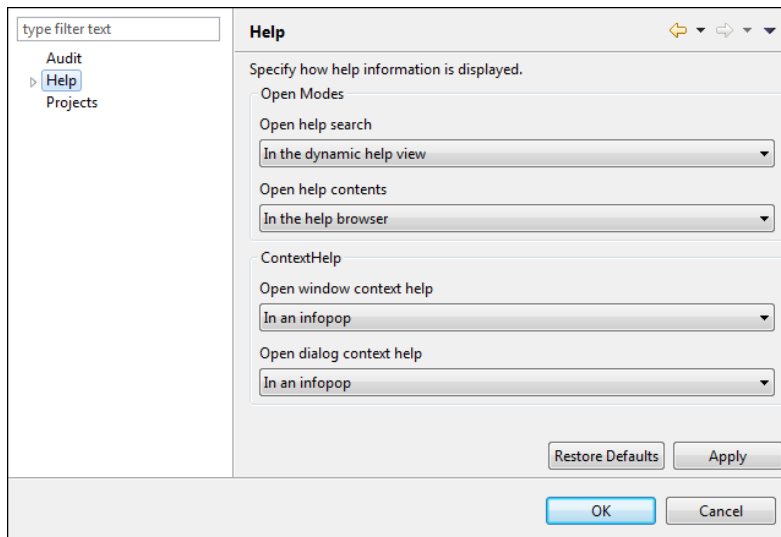 type filter text
Audit
Help
Projects
Help
Specify how help information is displayed.
Open Modes
Open help search
In the dynamic help view
Open help contents
In the help browser
ContextHelp
Open window context help
In an infopop
Open dialog context help
In an infopop
Restore Defaults
Apply
OK
Cancel